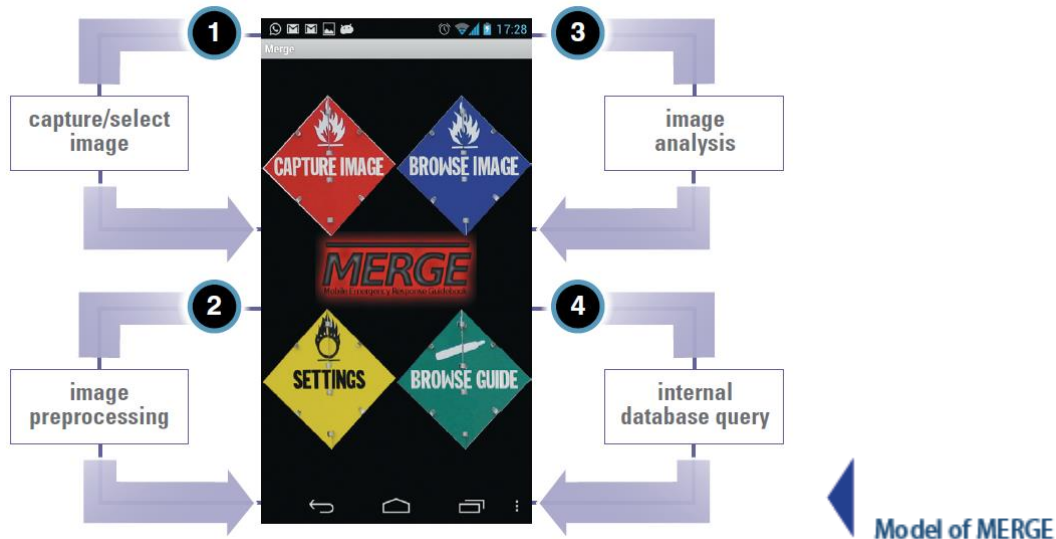 1
capture/select
image
2
image
preprocessing
17:28
Merge
CAPTURE IMAGE
BROWSE IMAGE
MERGE
Mobile Emergency Response Guidebook
SETTINGS
BROWSE GUIDE
3
image
analysis
4
internal
database query
Model of MERGE